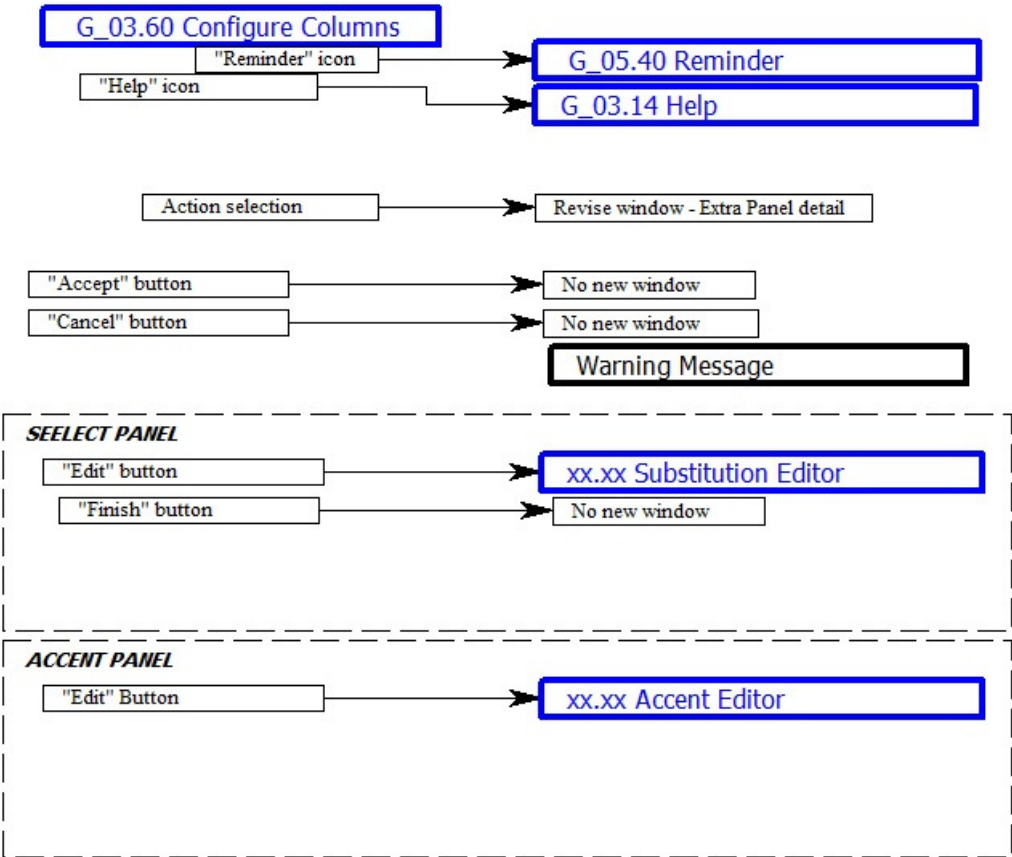 G_03.60 Configure Columns
"Reminder" icon
G_05.40 Reminder
"Help" icon
G_03.14 Help
Action selection
Revise window - Extra Panel detail
"Accept" button
No new window
"Cancel" button
No new window
Warning Message
SEELECT PANEL
"Edit" button
xx.xx Substitution Editor
"Finish" button
No new window
ACCENT PANEL
"Edit" Button
xx.xx Accent Editor